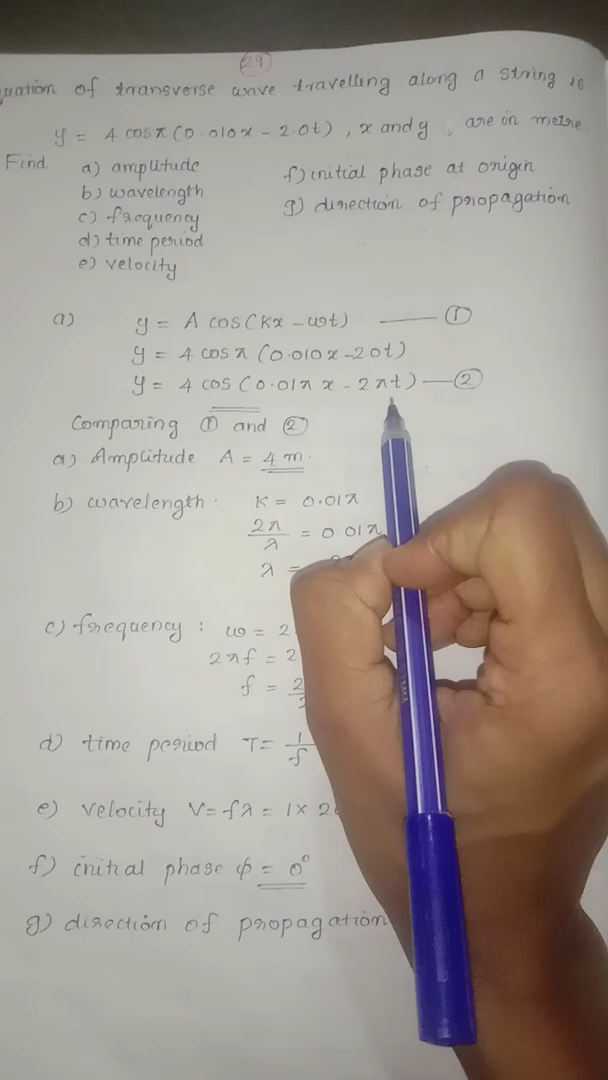 29
equation of transverse wave travelling along a string is
y = 4 cos π (0.010x - 2.0t), x and y are in metre.
Find a) amplitude
b) wavelength
c) frequency
d) time period
e) velocity
f) initial phase at origin
g) direction of propagation
a) y = A cos(Kx - ωt) —— ①
y = 4 cos π (0.010x - 2.0t)
y = 4 cos (0.01π x - 2πt) — ②
Comparing ① and ②
a) Amplitude A = 4 m.
b) wavelength : K = 0.01π
2π/λ = 0.01π
λ =
c) frequency : ω = 2
2πf = 2
f = 2
d) time period T = 1/f
e) velocity V = fλ = 1 × 2
f) initial phase φ = 0°
g) direction of propagation